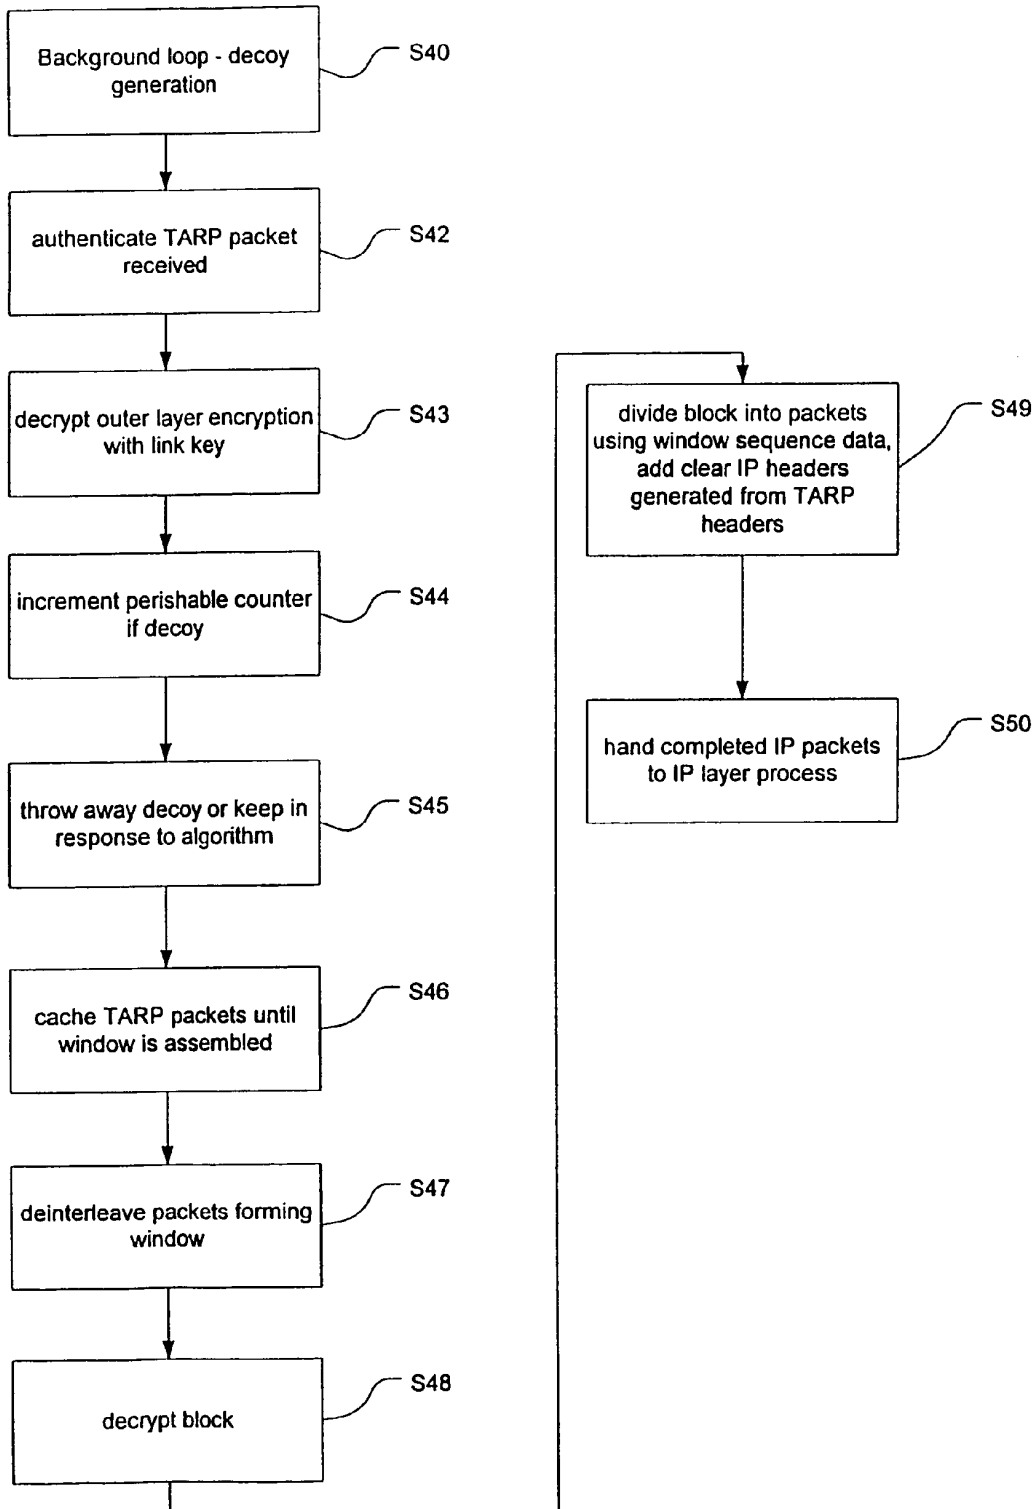 Background loop - decoy
generation
S40
authenticate TARP packet
received
S42
decrypt outer layer encryption
with link key
S43
increment perishable counter
if decoy
S44
throw away decoy or keep in
response to algorithm
S45
cache TARP packets until
window is assembled
S46
deinterleave packets forming
window
S47
decrypt block
S48
divide block into packets
using window sequence data,
add clear IP headers
generated from TARP
headers
S49
hand completed IP packets
to IP layer process
S50